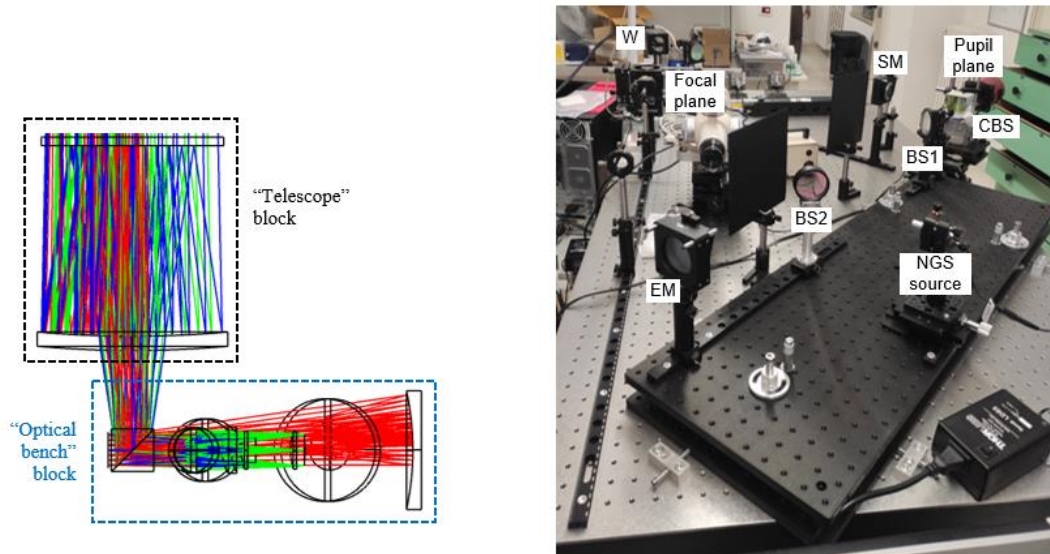 “Telescope”
block
“Optical
bench”
block
W
Focal
plane
SM
Pupil
plane
CBS
BS1
BS2
EM
NGS
source